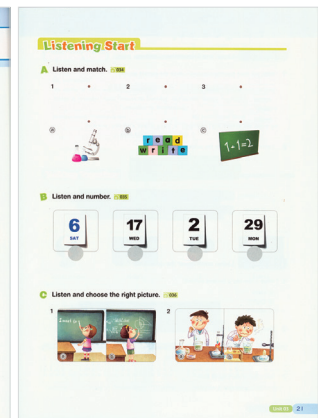 Listening Start
A Listen and match. 034
1 2 3
ⓐ ⓑ ⓒ
read
write
1+1=2
B Listen and number. 035
6 17 2 29
SAT WED TUE MON
C Listen and choose the right picture. 036
1 2
Unit 03 21